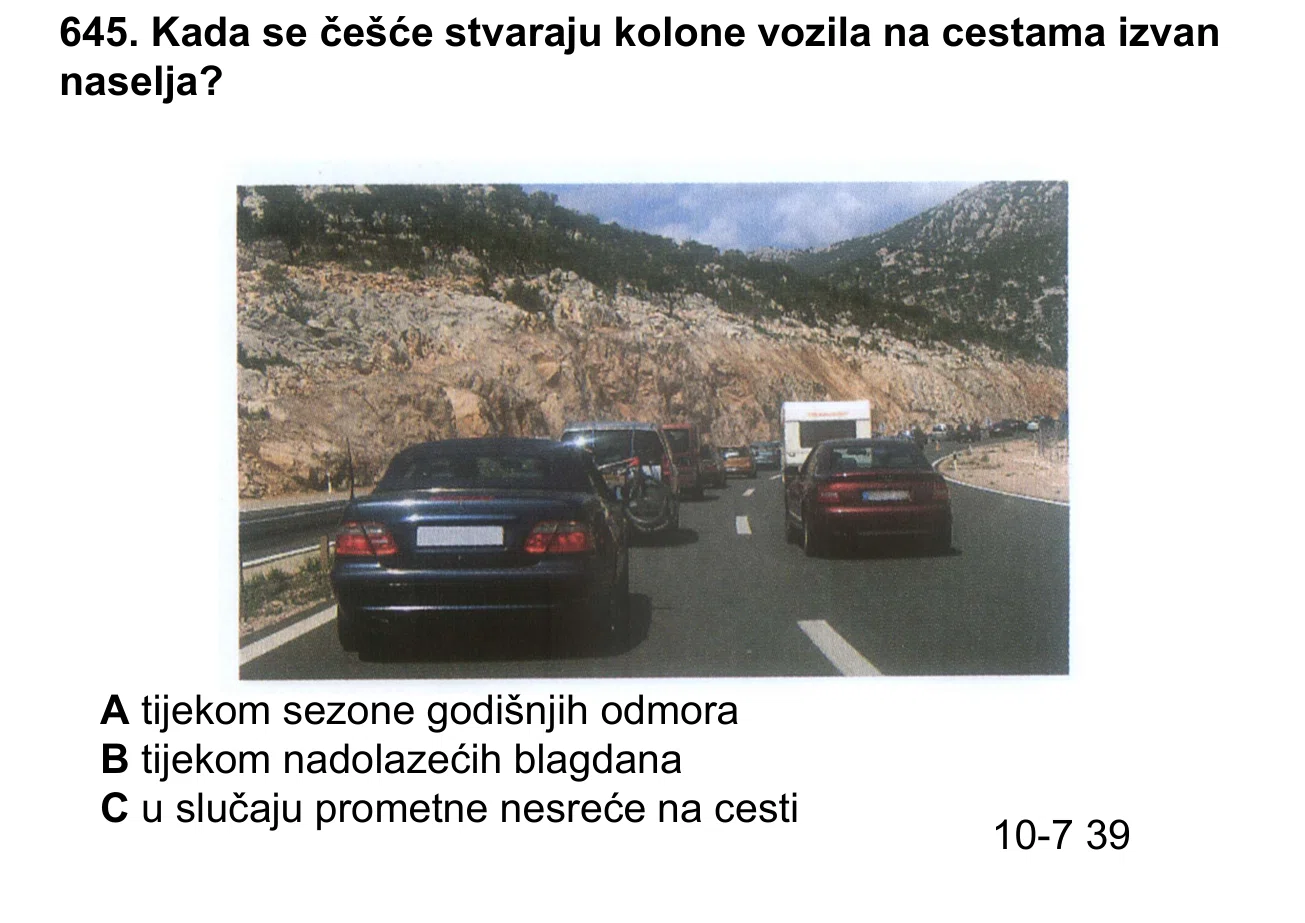 645. Kada se češće stvaraju kolone vozila na cestama izvan
naselja?
A tijekom sezone godišnjih odmora
B tijekom nadolazećih blagdana
C u slučaju prometne nesreće na cesti
10-7 39